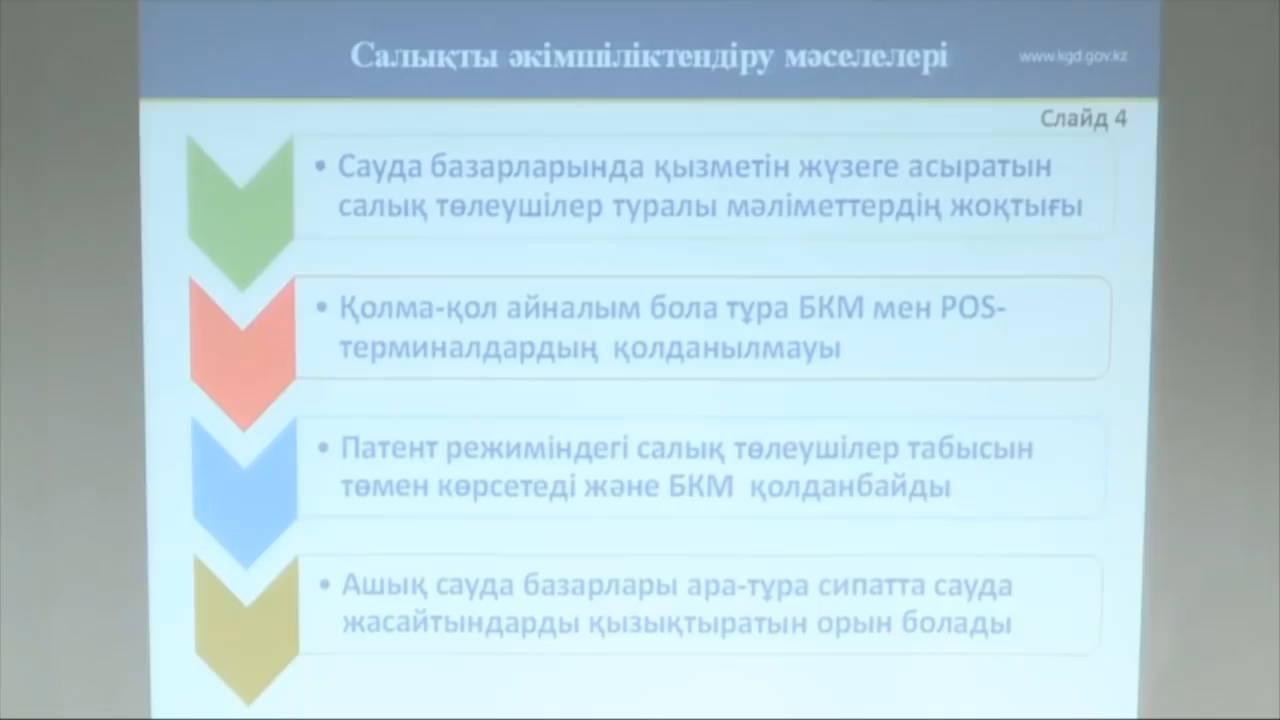 Салықты әкімшіліктендіру мәселелері
www.kgd.gov.kz
Слайд 4
• Сауда базарларында қызметін жүзеге асыратын
салық төлеушілер туралы мәліметтердің жоқтығы
• Қолма-қол айналым бола тұра БКМ мен POS-
терминалдардың қолданылмауы
• Патент режиміндегі салық төлеушілер табысын
төмен көрсетеді және БКМ қолданбайды
• Ашық сауда базарлары ара-тұра сипатта сауда
жасайтындарды қызықтыратын орын болады